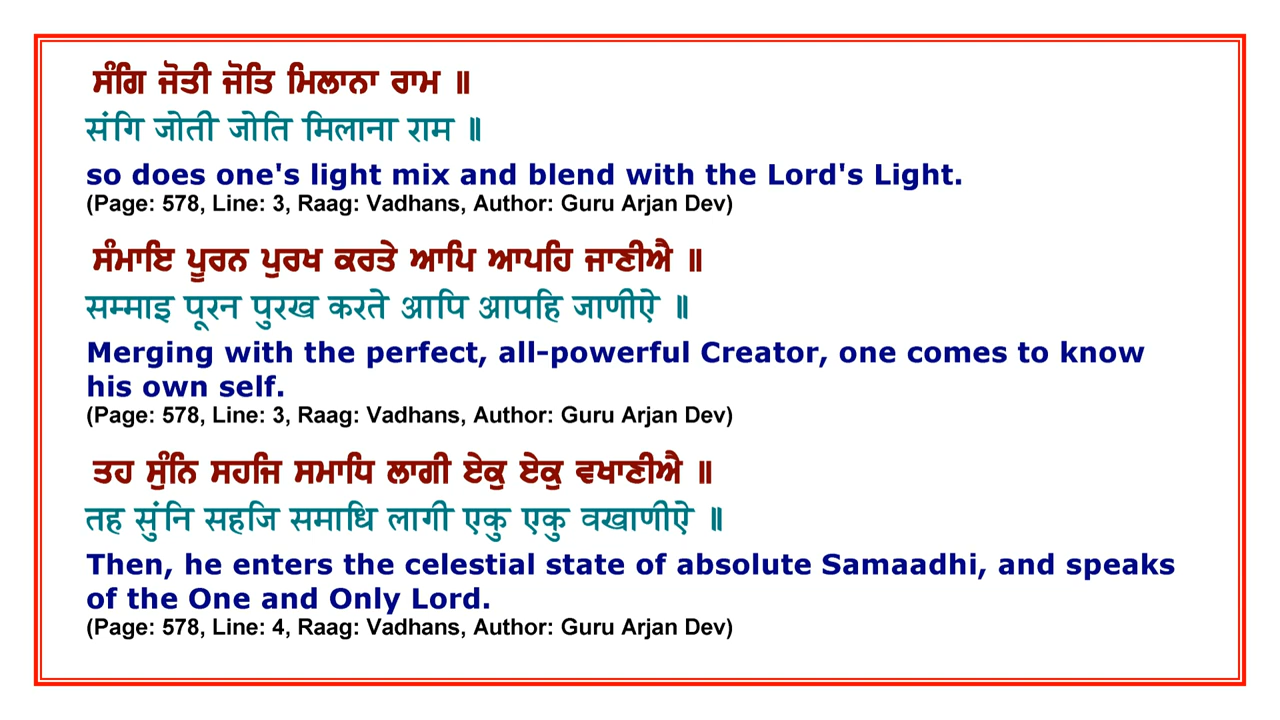 ਸੰਗਿ ਜੋਤੀ ਜੋਤਿ ਮਿਲਾਨਾ ਰਾਮ ॥
संगि जोती जोति मिलाना राम ॥
so does one's light mix and blend with the Lord's Light.
(Page: 578, Line: 3, Raag: Vadhans, Author: Guru Arjan Dev)
ਸੰਮਾਇ ਪੂਰਨ ਪੁਰਖ ਕਰਤੇ ਆਪਿ ਆਪਹਿ ਜਾਣੀਐ ॥
सम्माइ पूरन पुरख करते आपि आपहि जाणीऐ ॥
Merging with the perfect, all-powerful Creator, one comes to know
his own self.
(Page: 578, Line: 3, Raag: Vadhans, Author: Guru Arjan Dev)
ਤਹ ਸੁੰਨਿ ਸਹਜਿ ਸਮਾਧਿ ਲਾਗੀ ਏਕੁ ਏਕੁ ਵਖਾਣੀਐ ॥
तह सुंनि सहजि समाधि लागी एकु एकु वखाणीऐ ॥
Then, he enters the celestial state of absolute Samaadhi, and speaks
of the One and Only Lord.
(Page: 578, Line: 4, Raag: Vadhans, Author: Guru Arjan Dev)